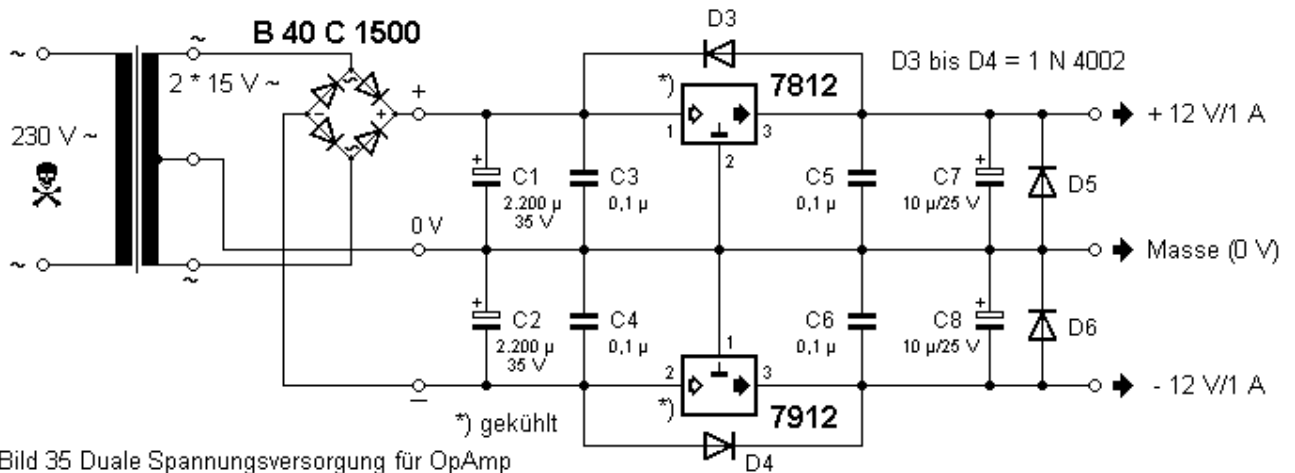 B 40 C 1500
D3
D3 bis D4 = 1 N 4002
~
~
2 * 15 V ~
~
*)
7812
+
1
3
2
+ 12 V/1 A
230 V ~
+
C1
2.200 µ
35 V
C3
0,1 µ
C5
0,1 µ
C7
+
10 µ/25 V
D5
0 V
Masse (0 V)
~
~
+
C2
2.200 µ
35 V
C4
0,1 µ
1
C6
0,1 µ
C8
+
10 µ/25 V
D6
−
2
3
*)
7912
- 12 V/1 A
*) gekühlt
D4
Bild 35 Duale Spannungsversorgung für OpAmp
~
~
−
+